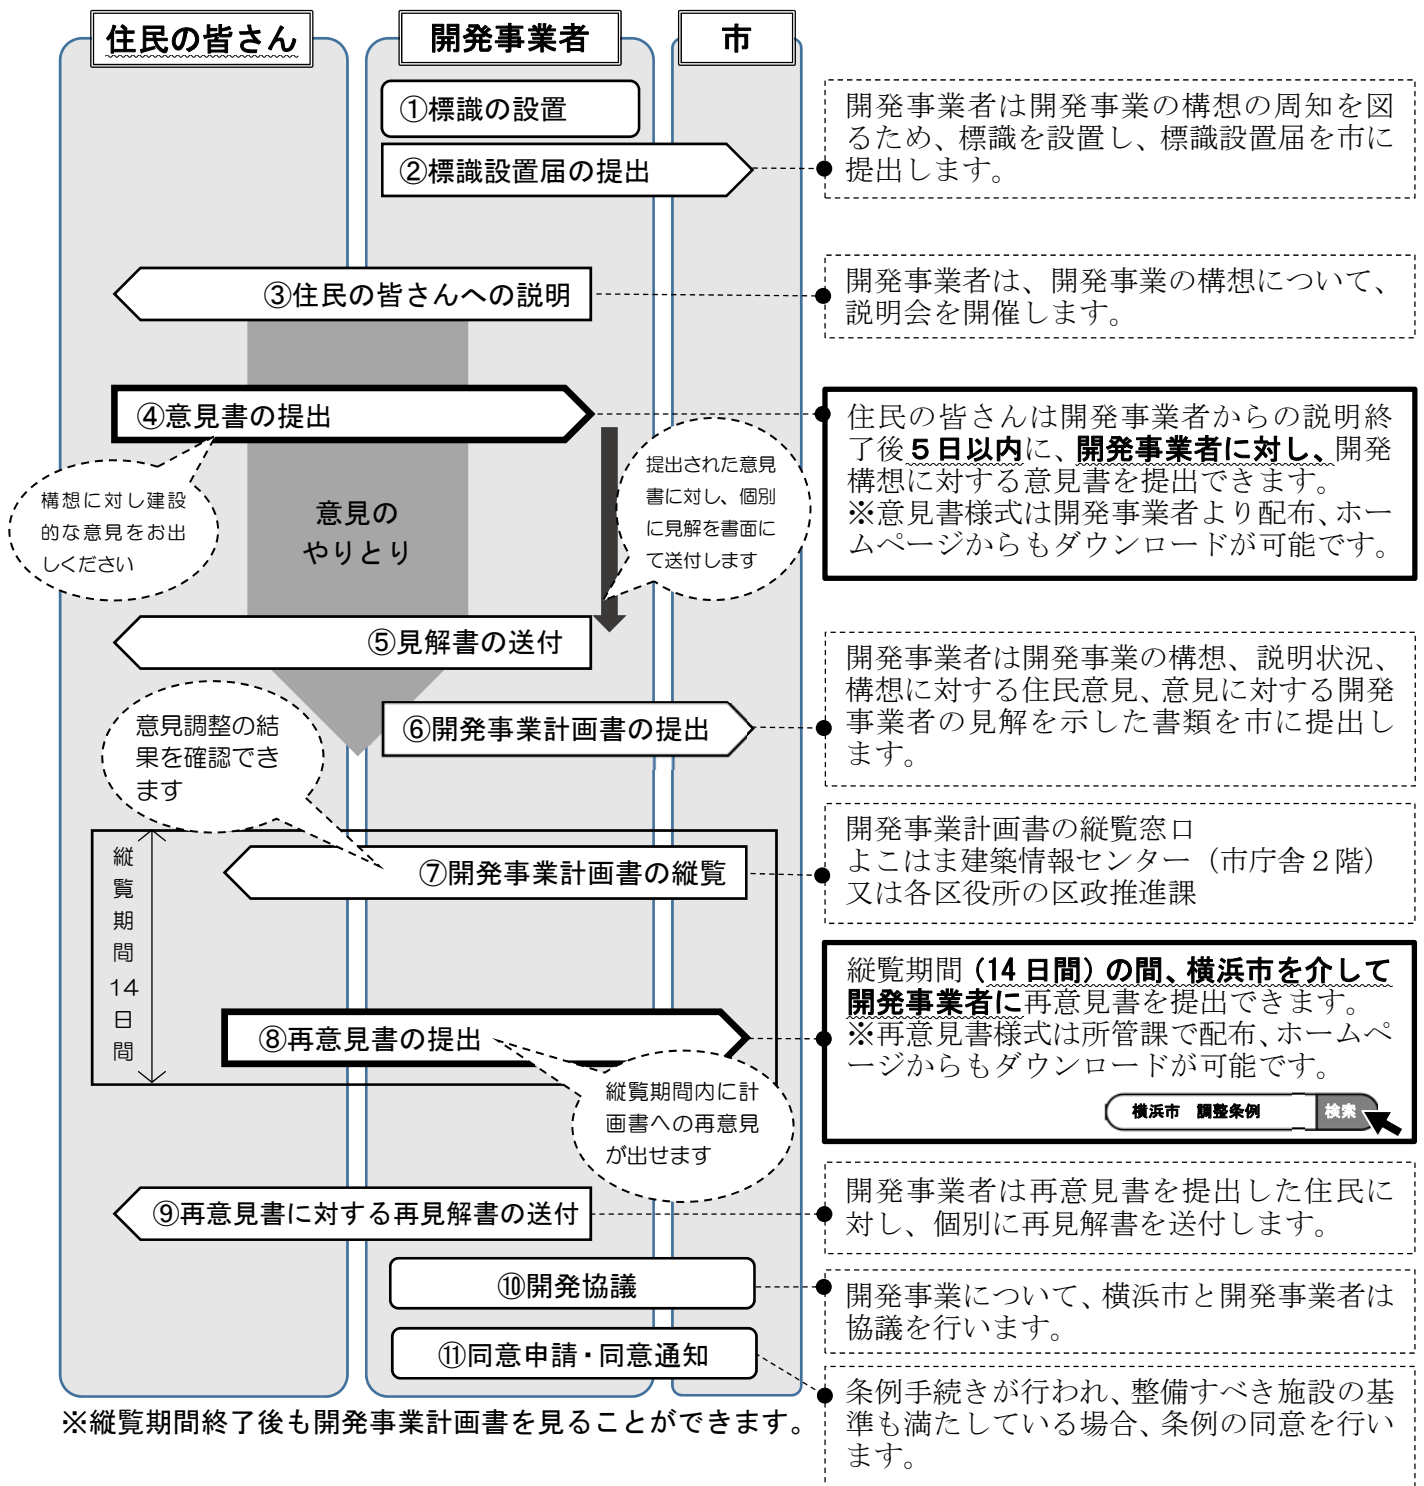 住民の皆さん
開発事業者
市
①標識の設置
②標識設置届の提出
開発事業者は開発事業の構想の周知を図
るため、標識を設置し、標識設置届を市に
提出します。
③住民の皆さんへの説明
開発事業者は、開発事業の構想について、
説明会を開催します。
④意見書の提出
構想に対し建設
的な意見をお出
しください
意見の
やりとり
提出された意見
書に対し、個別
に見解を書面に
て送付します
住民の皆さんは開発事業者からの説明終
了後５日以内に、開発事業者に対し、開発
構想に対する意見書を提出できます。
※意見書様式は開発事業者より配布、ホー
ムページからもダウンロードが可能です。
⑤見解書の送付
⑥開発事業計画書の提出
開発事業者は開発事業の構想、説明状況、
構想に対する住民意見、意見に対する開発
事業者の見解を示した書類を市に提出し
ます。
意見調整の結
果を確認でき
ます
縦
覧
期
間
14
日
間
⑦開発事業計画書の縦覧
開発事業計画書の縦覧窓口
よこはま建築情報センター（市庁舎２階）
又は各区役所の区政推進課
⑧再意見書の提出
縦覧期間内に計
画書への再意見
が出せます
縦覧期間（14 日間）の間、横浜市を介して
開発事業者に再意見書を提出できます。
※再意見書様式は所管課で配布、ホームペ
ージからもダウンロードが可能です。
横浜市　調整条例
検索
⑨再意見書に対する再見解書の送付
開発事業者は再意見書を提出した住民に
対し、個別に再見解書を送付します。
⑩開発協議
開発事業について、横浜市と開発事業者は
協議を行います。
⑪同意申請・同意通知
条例手続きが行われ、整備すべき施設の基
準も満たしている場合、条例の同意を行い
ます。
※縦覧期間終了後も開発事業計画書を見ることができます。